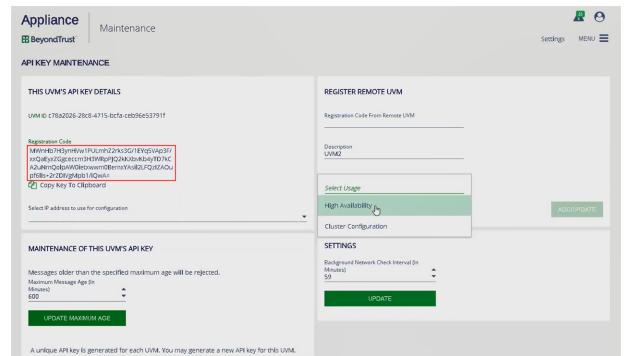 Appliance
BeyondTrust
Maintenance
Settings
MENU
API KEY MAINTENANCE
THIS UVM'S API KEY DETAILS
UVM ID c78a2026-28c8-4715-bcfa-ceb96e53791f
Registration Code
Copy Key To Clipboard
Select IP address to use for configuration
MAINTENANCE OF THIS UVM'S API KEY
Messages older than the specified maximum age will be rejected.
Maximum Message Age (In
Minutes)
600
UPDATE MAXIMUM AGE
A unique API key is generated for each UVM. You may generate a new API key for this UVM.
REGISTER REMOTE UVM
Registration Code From Remote UVM
Description
UVM2
Select Usage
High Availability
Cluster Configuration
ADD/UPDATE
SETTINGS
Background Network Check Interval (In
Minutes)
59
UPDATE